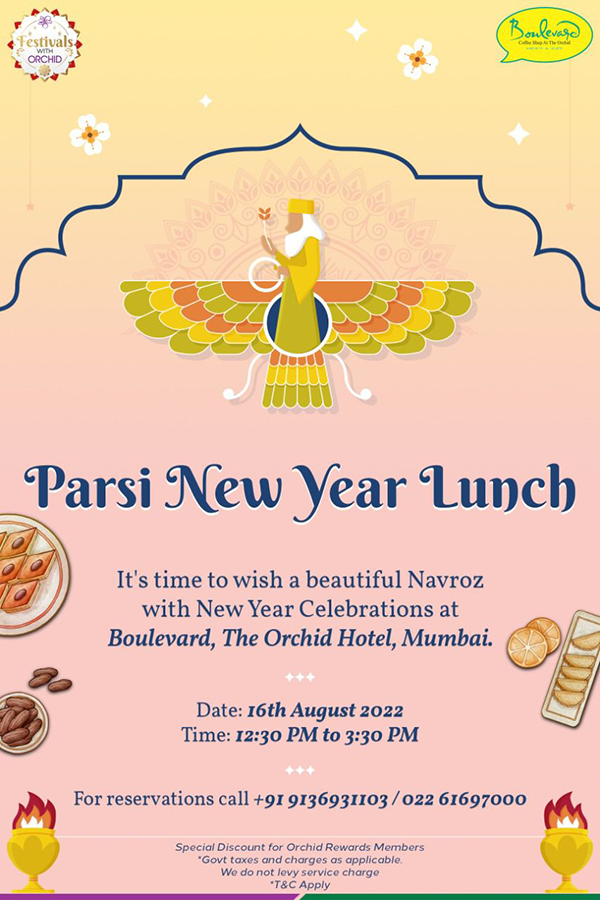 Festivals
WITH
ORCHID
Boulevard
Coffee Shop At The Orchid
Parsi New Year Lunch
It's time to wish a beautiful Navroz
with New Year Celebrations at
Boulevard, The Orchid Hotel, Mumbai.
Date: 16th August 2022
Time: 12:30 PM to 3:30 PM
For reservations call +91 9136931103 / 022 61697000
Special Discount for Orchid Rewards Members
*Govt taxes and charges as applicable.
We do not levy service charge
*T&C Apply